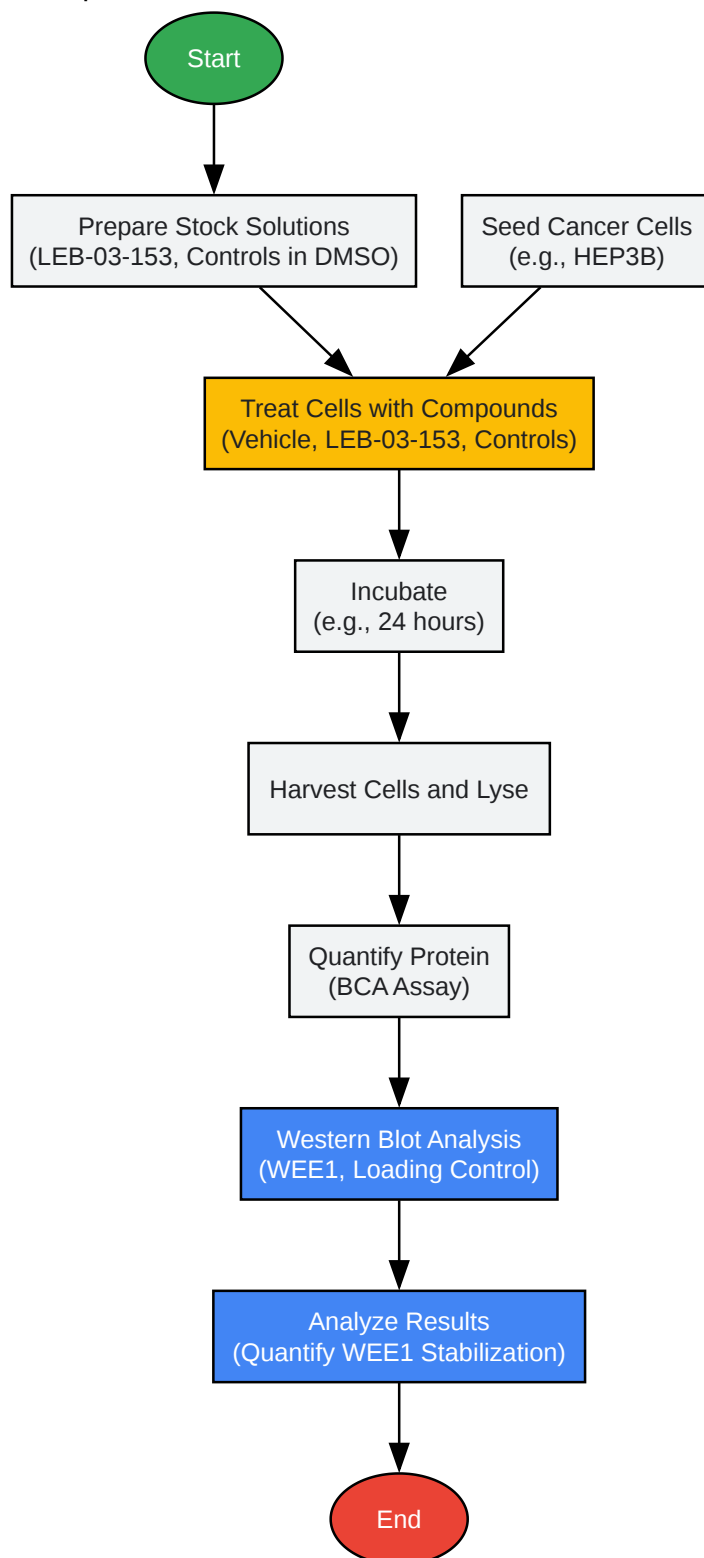 Start
Prepare Stock Solutions
(LEB-03-153, Controls in DMSO)
Seed Cancer Cells
(e.g., HEP3B)
Treat Cells with Compounds
(Vehicle, LEB-03-153, Controls)
Incubate
(e.g., 24 hours)
Harvest Cells and Lyse
Quantify Protein
(BCA Assay)
Western Blot Analysis
(WEE1, Loading Control)
Analyze Results
(Quantify WEE1 Stabilization)
End